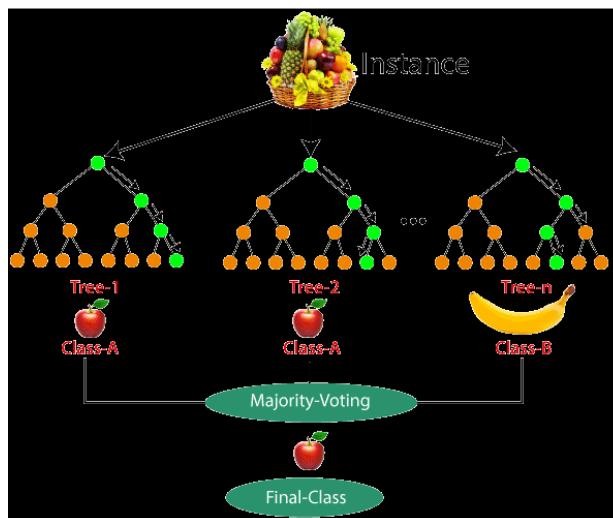 Instance
Tree-1
Tree-2
Tree-n
Class-A
Class-A
Class-B
Majority-Voting
Final-Class